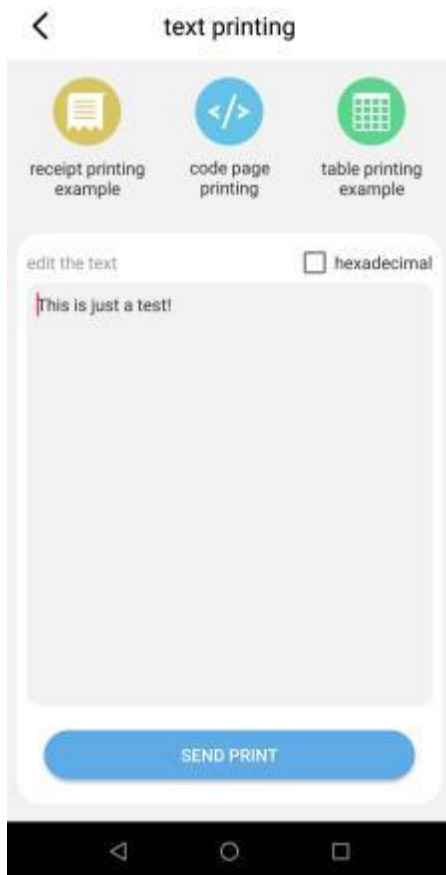 text printing
</>
receipt printing
example
code page
printing
table printing
example
edit the text
hexadecimal
This is just a test!
SEND PRINT